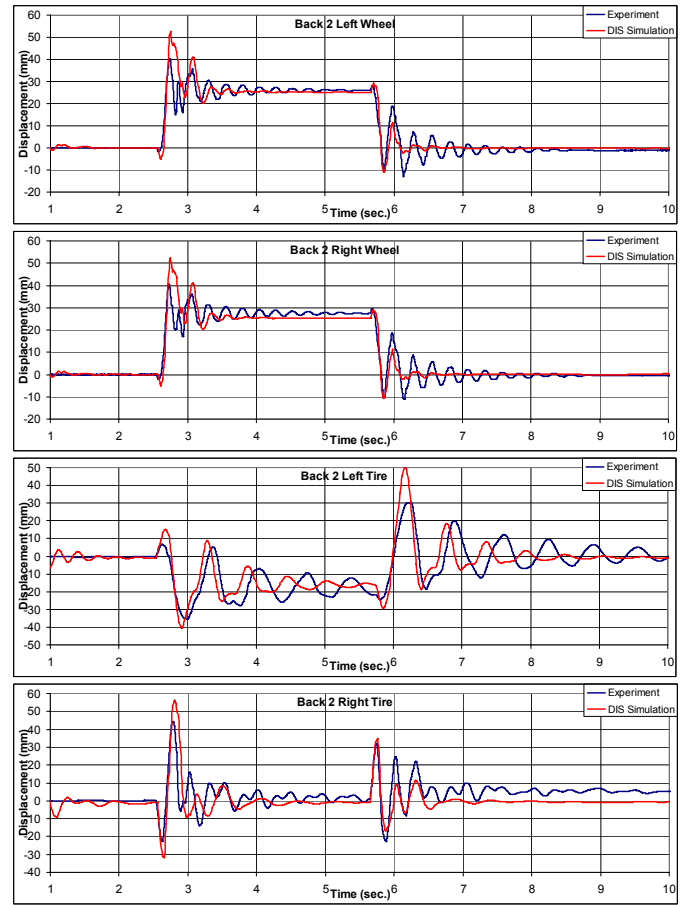 Back 2 Left Wheel
Experiment
DIS Simulation
Displacement (mm)
60
50
40
30
20
10
0
-10
-20
1 2 3 4 5 6 7 8 9 10
Time (sec.)
Back 2 Right Wheel
Experiment
DIS Simulation
Displacement (mm)
60
50
40
30
20
10
0
-10
-20
1 2 3 4 5 6 7 8 9 10
Time (sec.)
Back 2 Left Tire
Experiment
DIS Simulation
Displacement (mm)
50
40
30
20
10
0
-10
-20
-30
-40
-50
1 2 3 4 5 6 7 8 9 10
Time (sec.)
Back 2 Right Tire
Experiment
DIS Simulation
Displacement (mm)
60
50
40
30
20
10
0
-10
-20
-30
-40
1 2 3 4 5 6 7 8 9 10
Time (sec.)